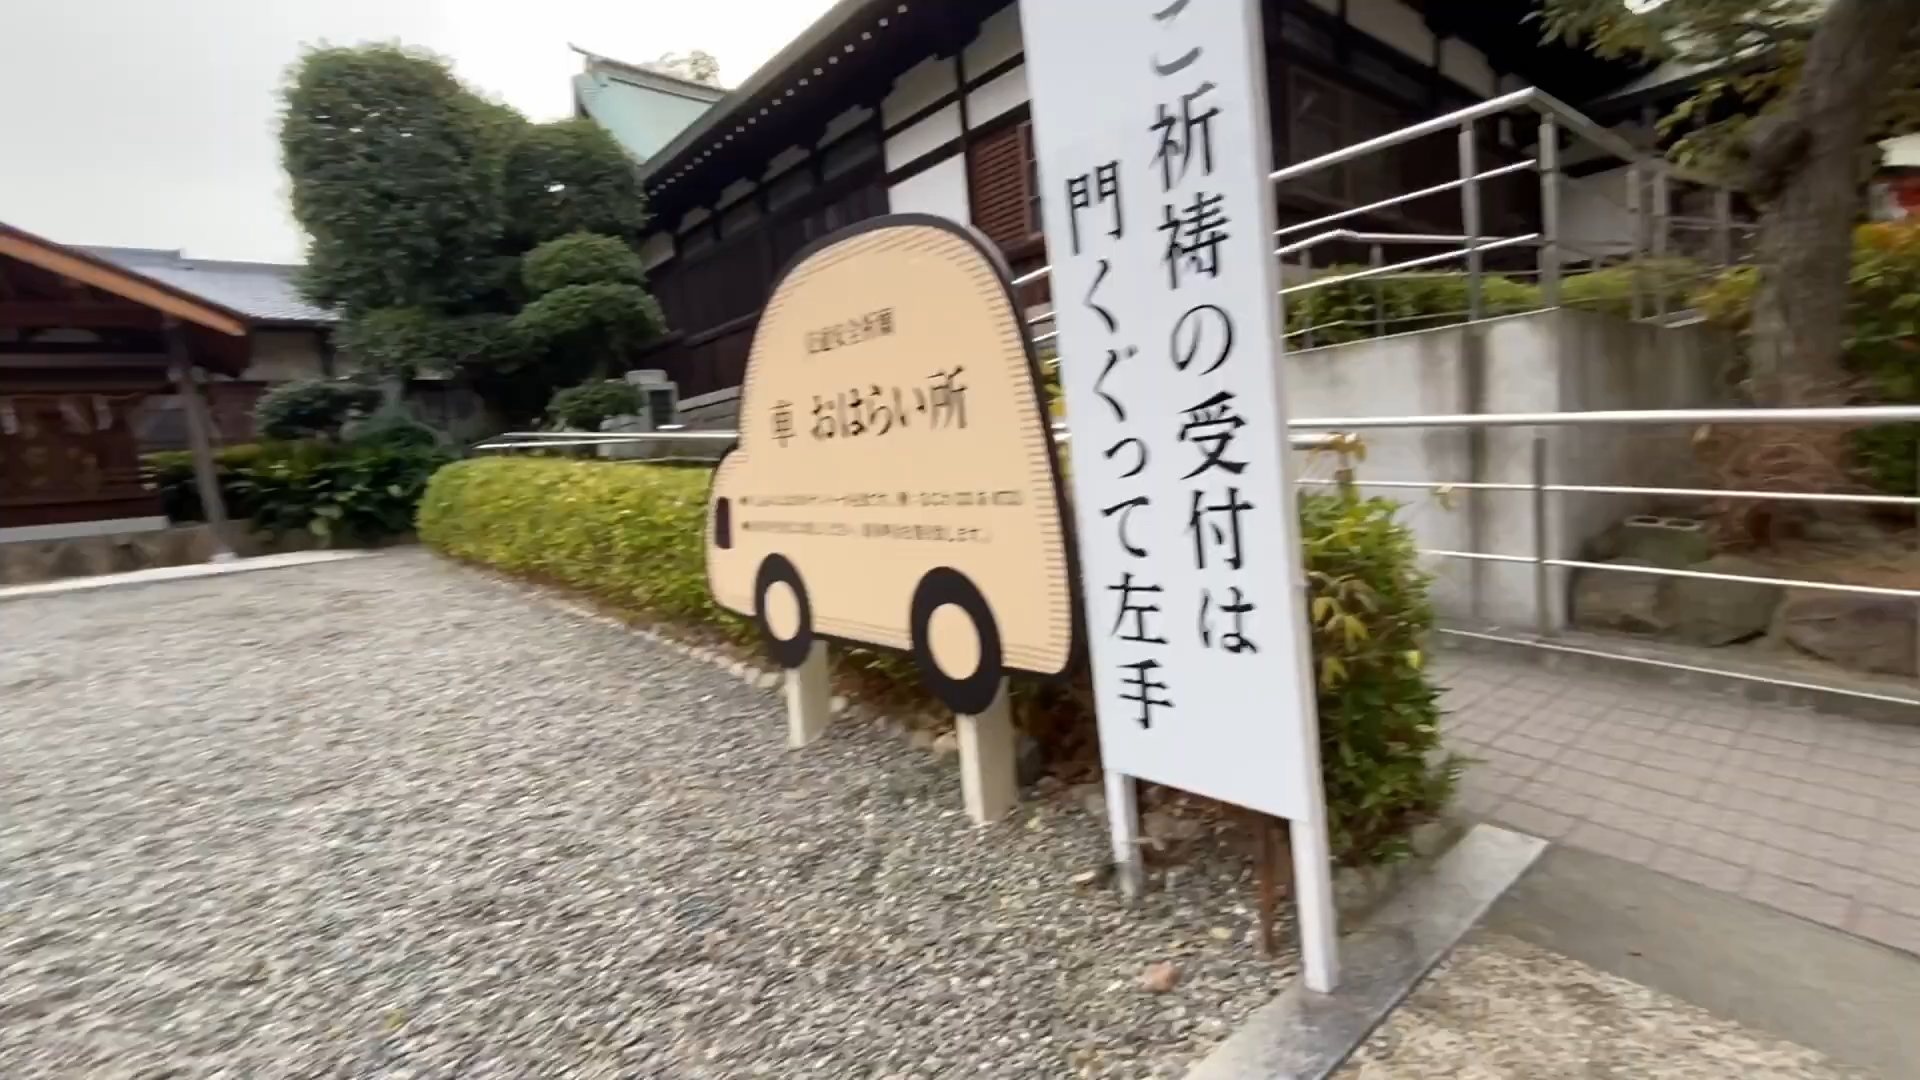 ご祈祷の受付は
門くぐって左手
交通安全祈願
車 おはらい所